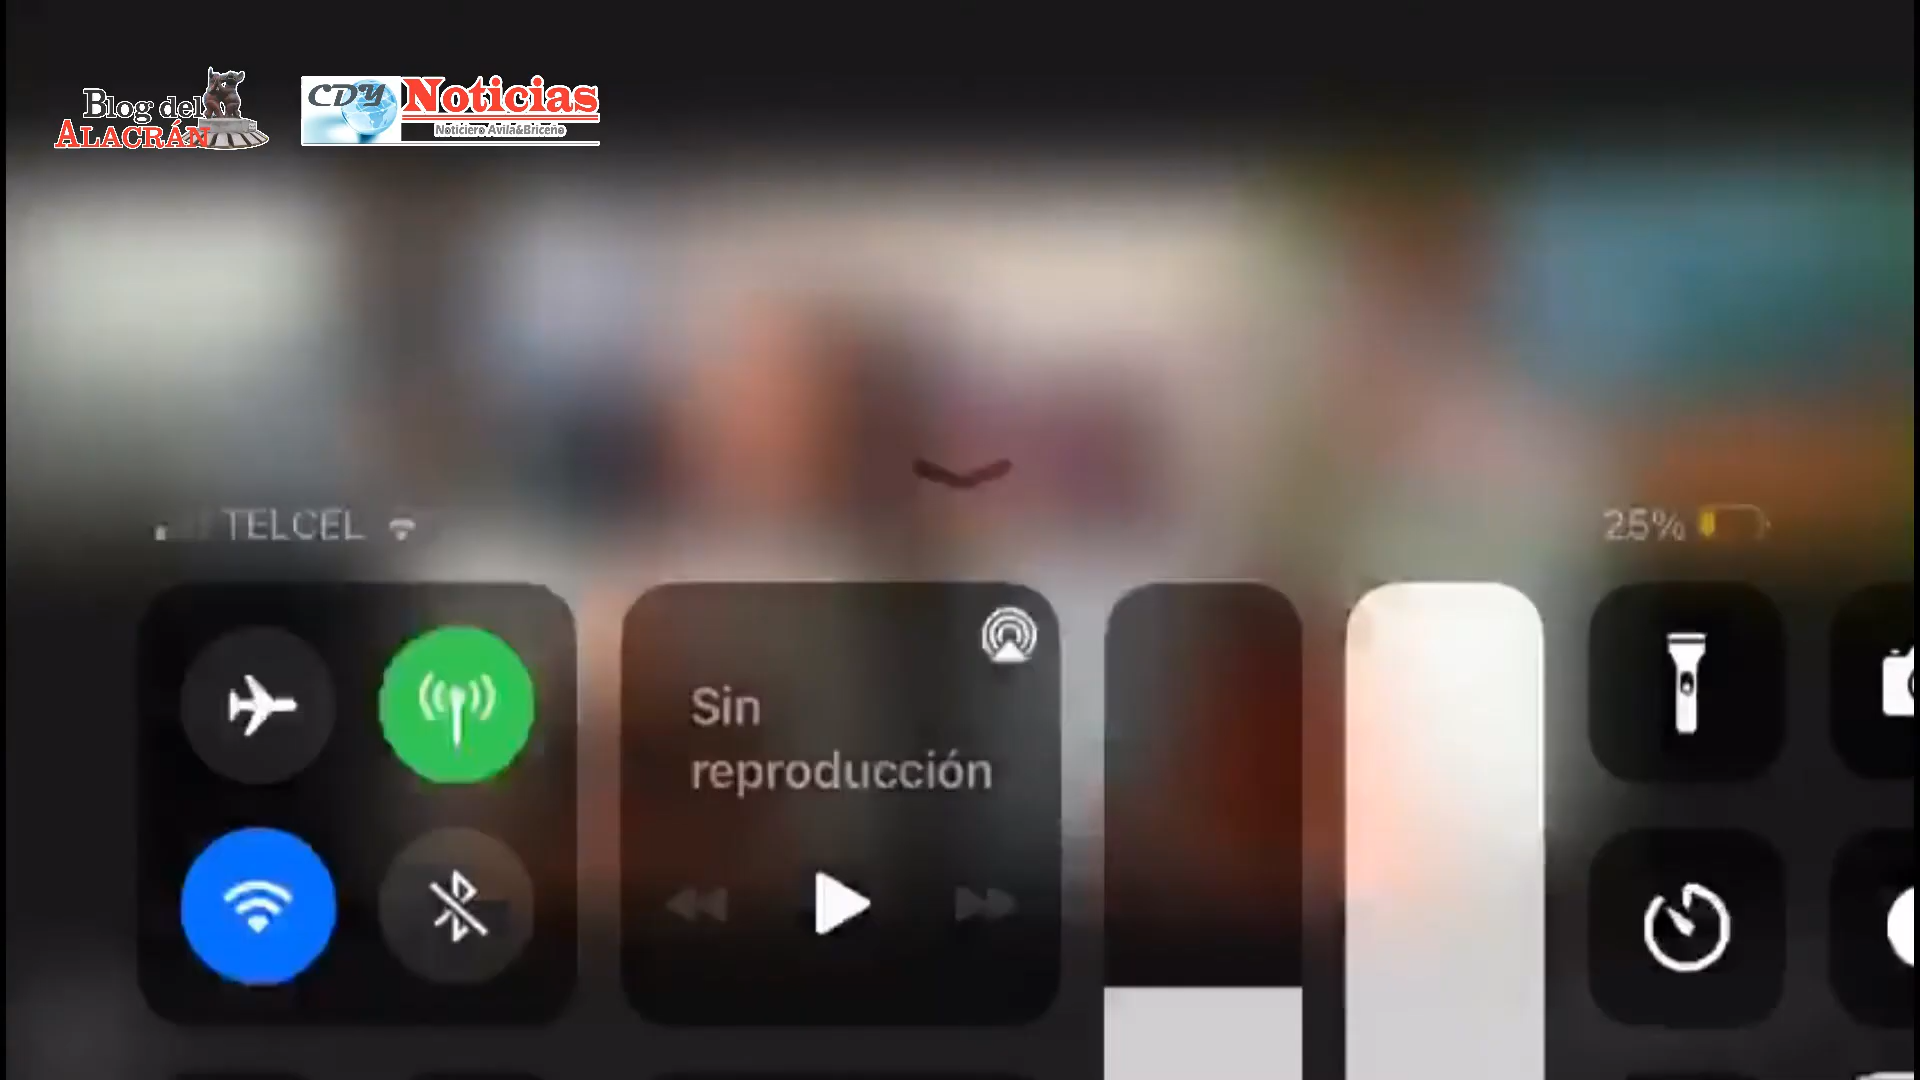 Blog del
ALACRÁN
CDY Noticias
Noticiero Avila&Briceño
TELCEL
25%
Sin
reproducción